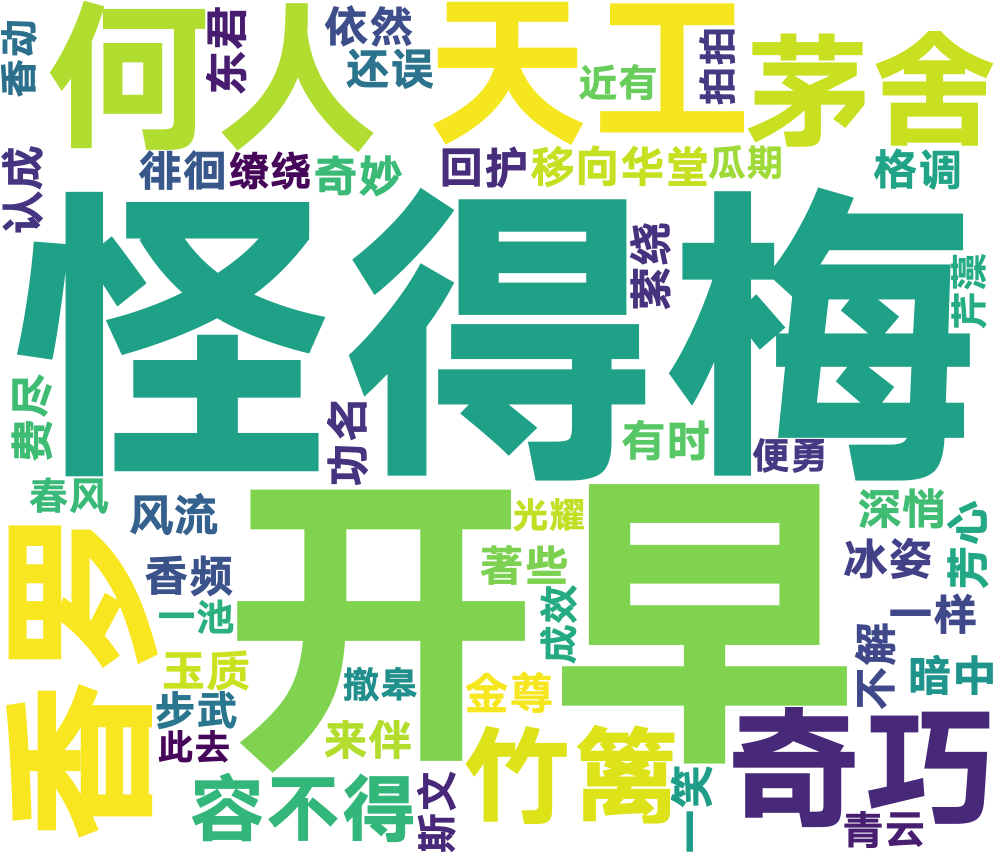 香动
何人
东君
依然
还误
天工
近有
拍拍
茅舍
认成
徘徊
缭绕
奇妙
回护
移向华堂
瓜期
格调
怪得梅
萦绕
芹藻
费尽
功名
有时
便勇
春风
风流
开早
光耀
深悄
芳心
香罗
香频
著些
冰姿
一池
成效
一样
玉质
撤皋
金尊
不解
暗中
步武
此去
来伴
竹篱
奇巧
容不得
斯文
一笑
青云